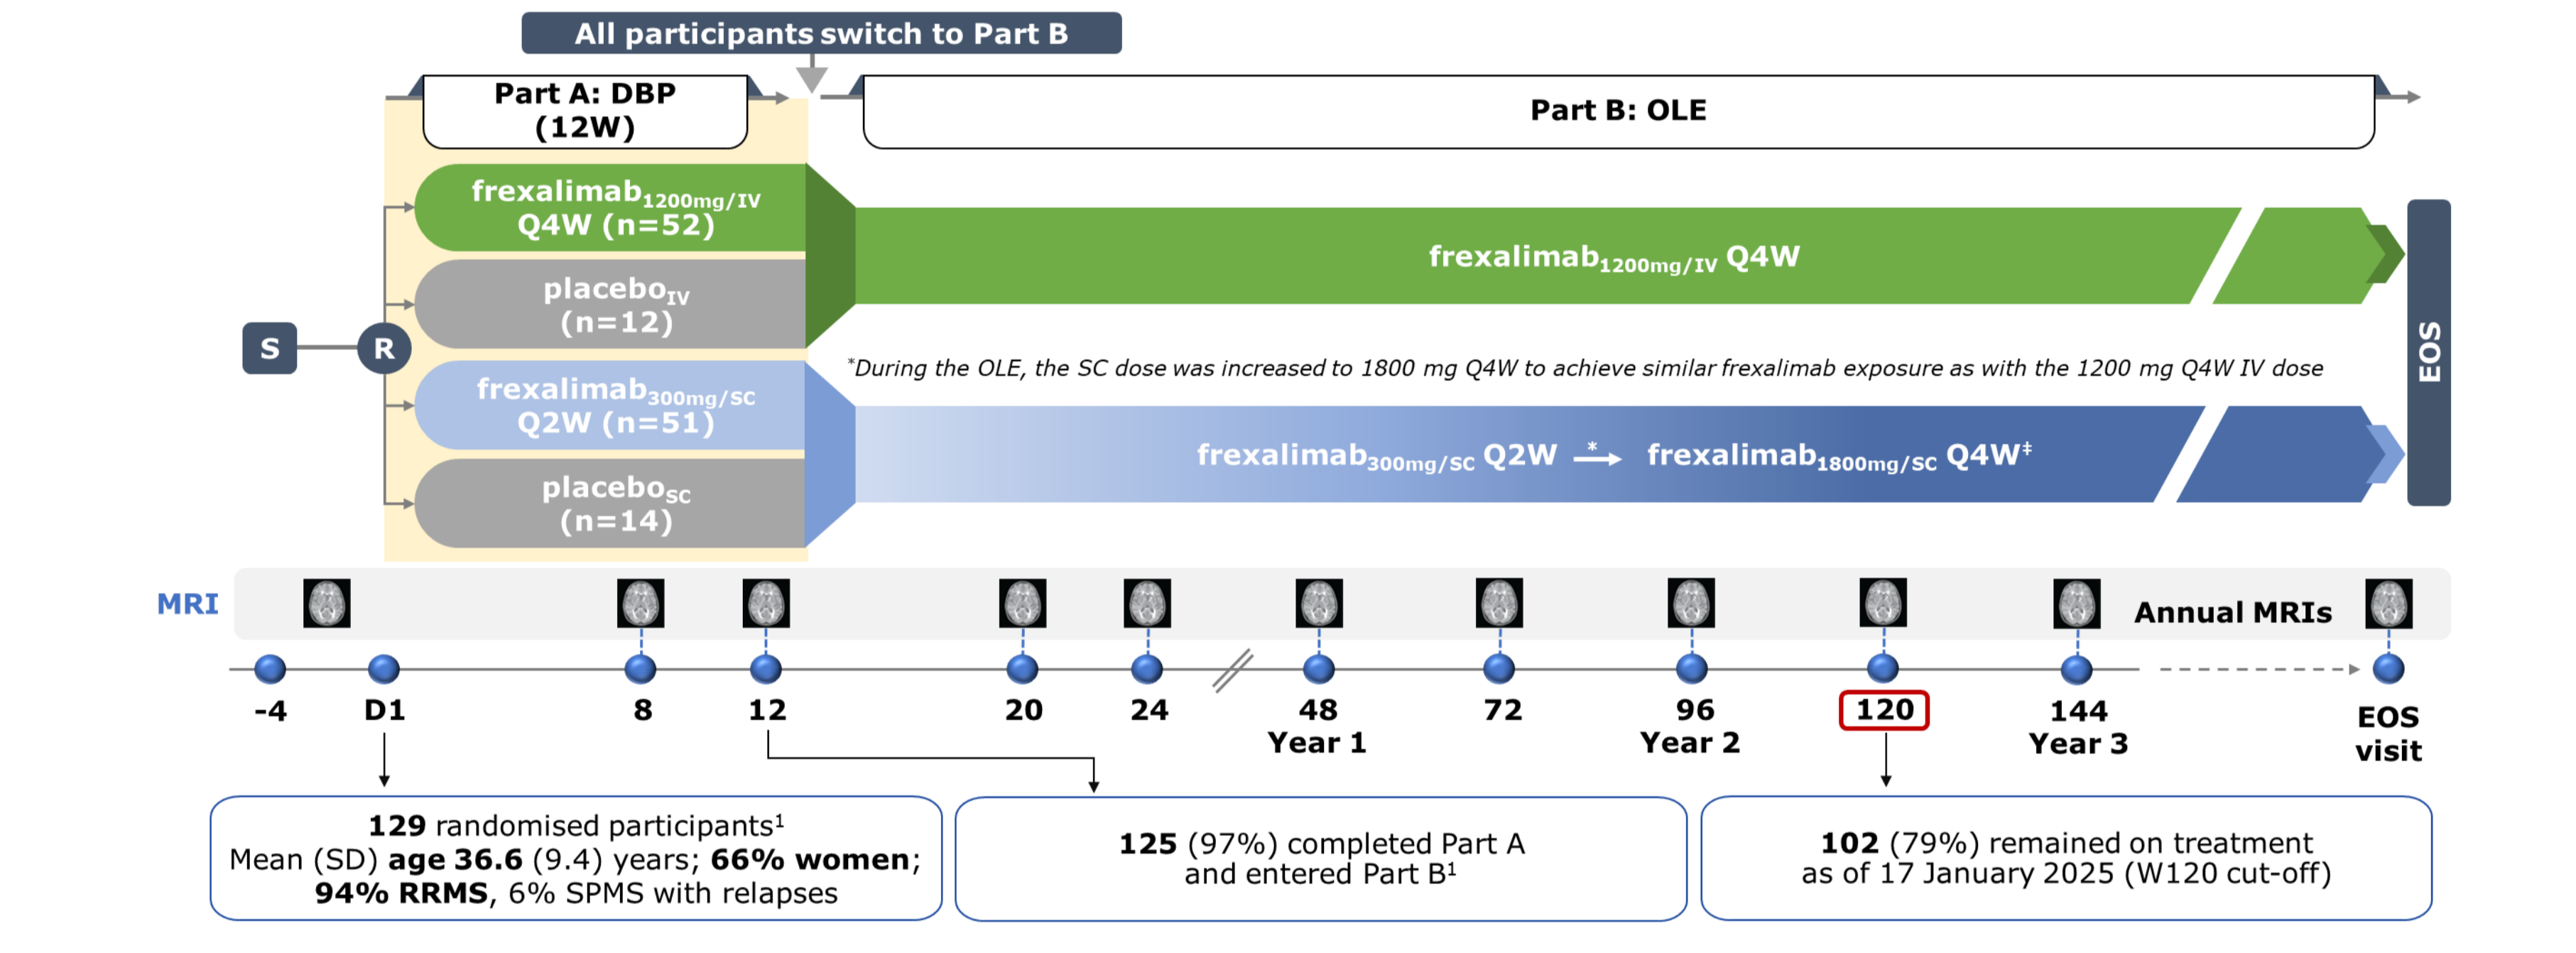 All participants switch to Part B
Part A: DBP
(12W)
Part B: OLE
frexalimab1200mg/IV
Q4W (n=52)
placeboIV
(n=12)
frexalimab300mg/SC
Q2W (n=51)
placeboSC
(n=14)
S
R
frexalimab1200mg/IV Q4W
*During the OLE, the SC dose was increased to 1800 mg Q4W to achieve similar frexalimab exposure as with the 1200 mg Q4W IV dose
frexalimab300mg/SC Q2W * frexalimab1800mg/SC Q4W‡
EOS
MRI
Annual MRIs
-4 D1 8 12 20 24 48 72 96 120 144 EOS
Year 1 Year 2 Year 3 visit
129 randomised participants¹
Mean (SD) age 36.6 (9.4) years; 66% women;
94% RRMS, 6% SPMS with relapses
125 (97%) completed Part A
and entered Part B¹
102 (79%) remained on treatment
as of 17 January 2025 (W120 cut-off)